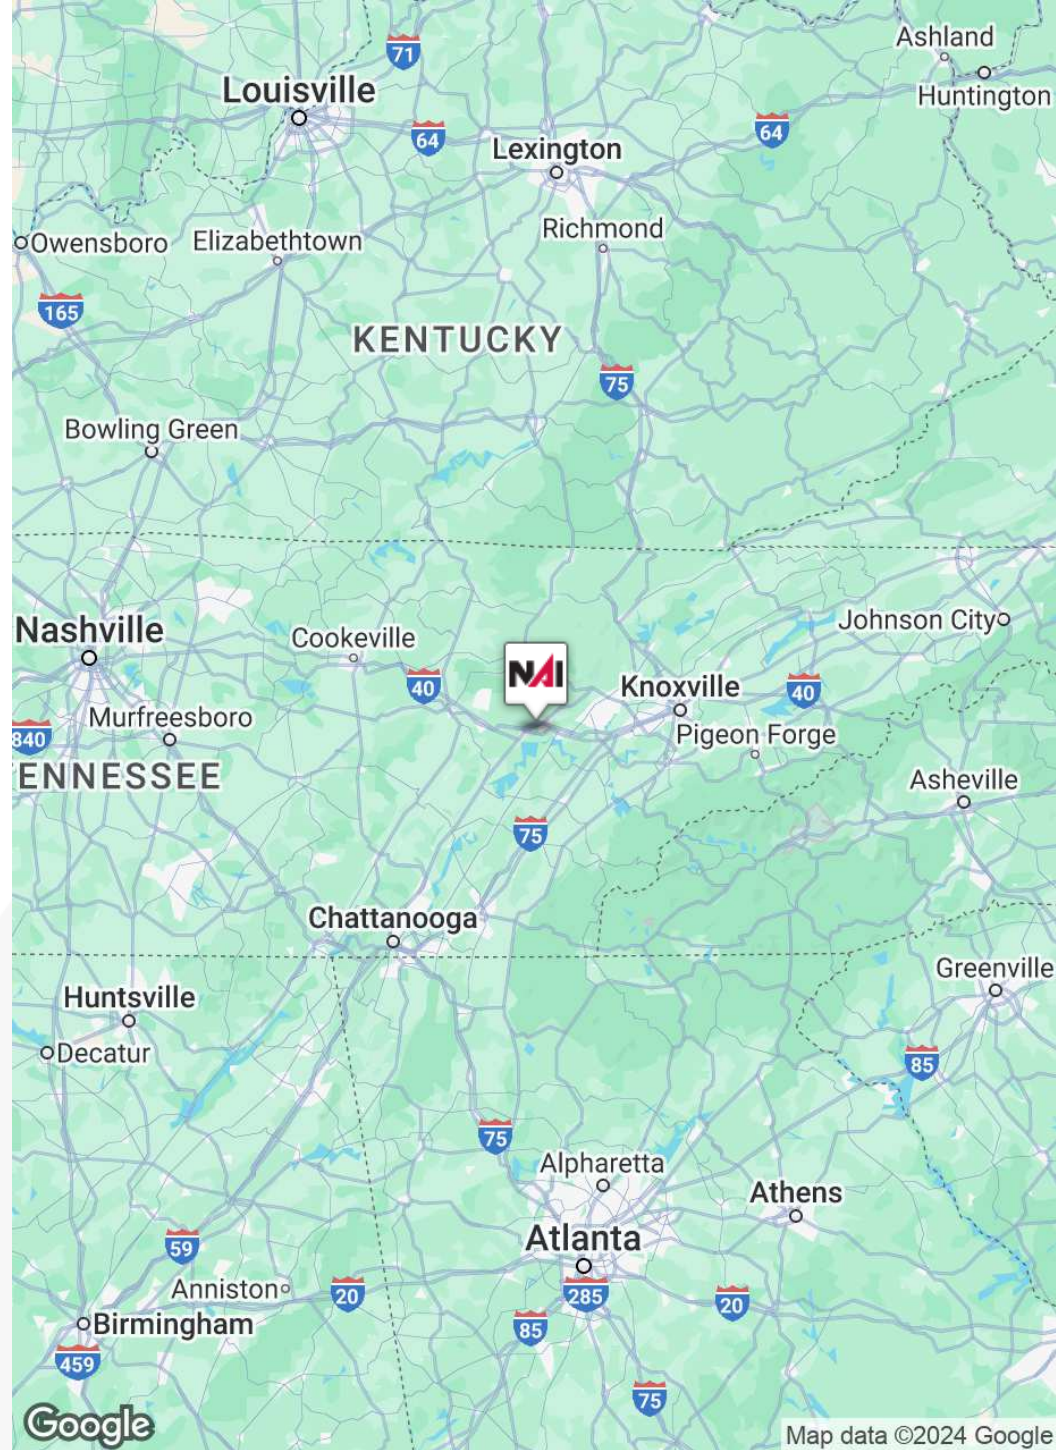 Ashland
71
Louisville
Huntington
64
64
Lexington
Richmond
Owensboro
Elizabethtown
165
KENTUCKY
75
Bowling Green
Johnson City
Nashville
Cookeville
NAI
40
Knoxville
40
Murfreesboro
840
Pigeon Forge
ENNESSEE
Asheville
75
Chattanooga
Greenville
Huntsville
Decatur
85
75
Alpharetta
Athens
Atlanta
59
Anniston
20
285
20
Birmingham
85
459
75
Google
Map data ©2024 Google